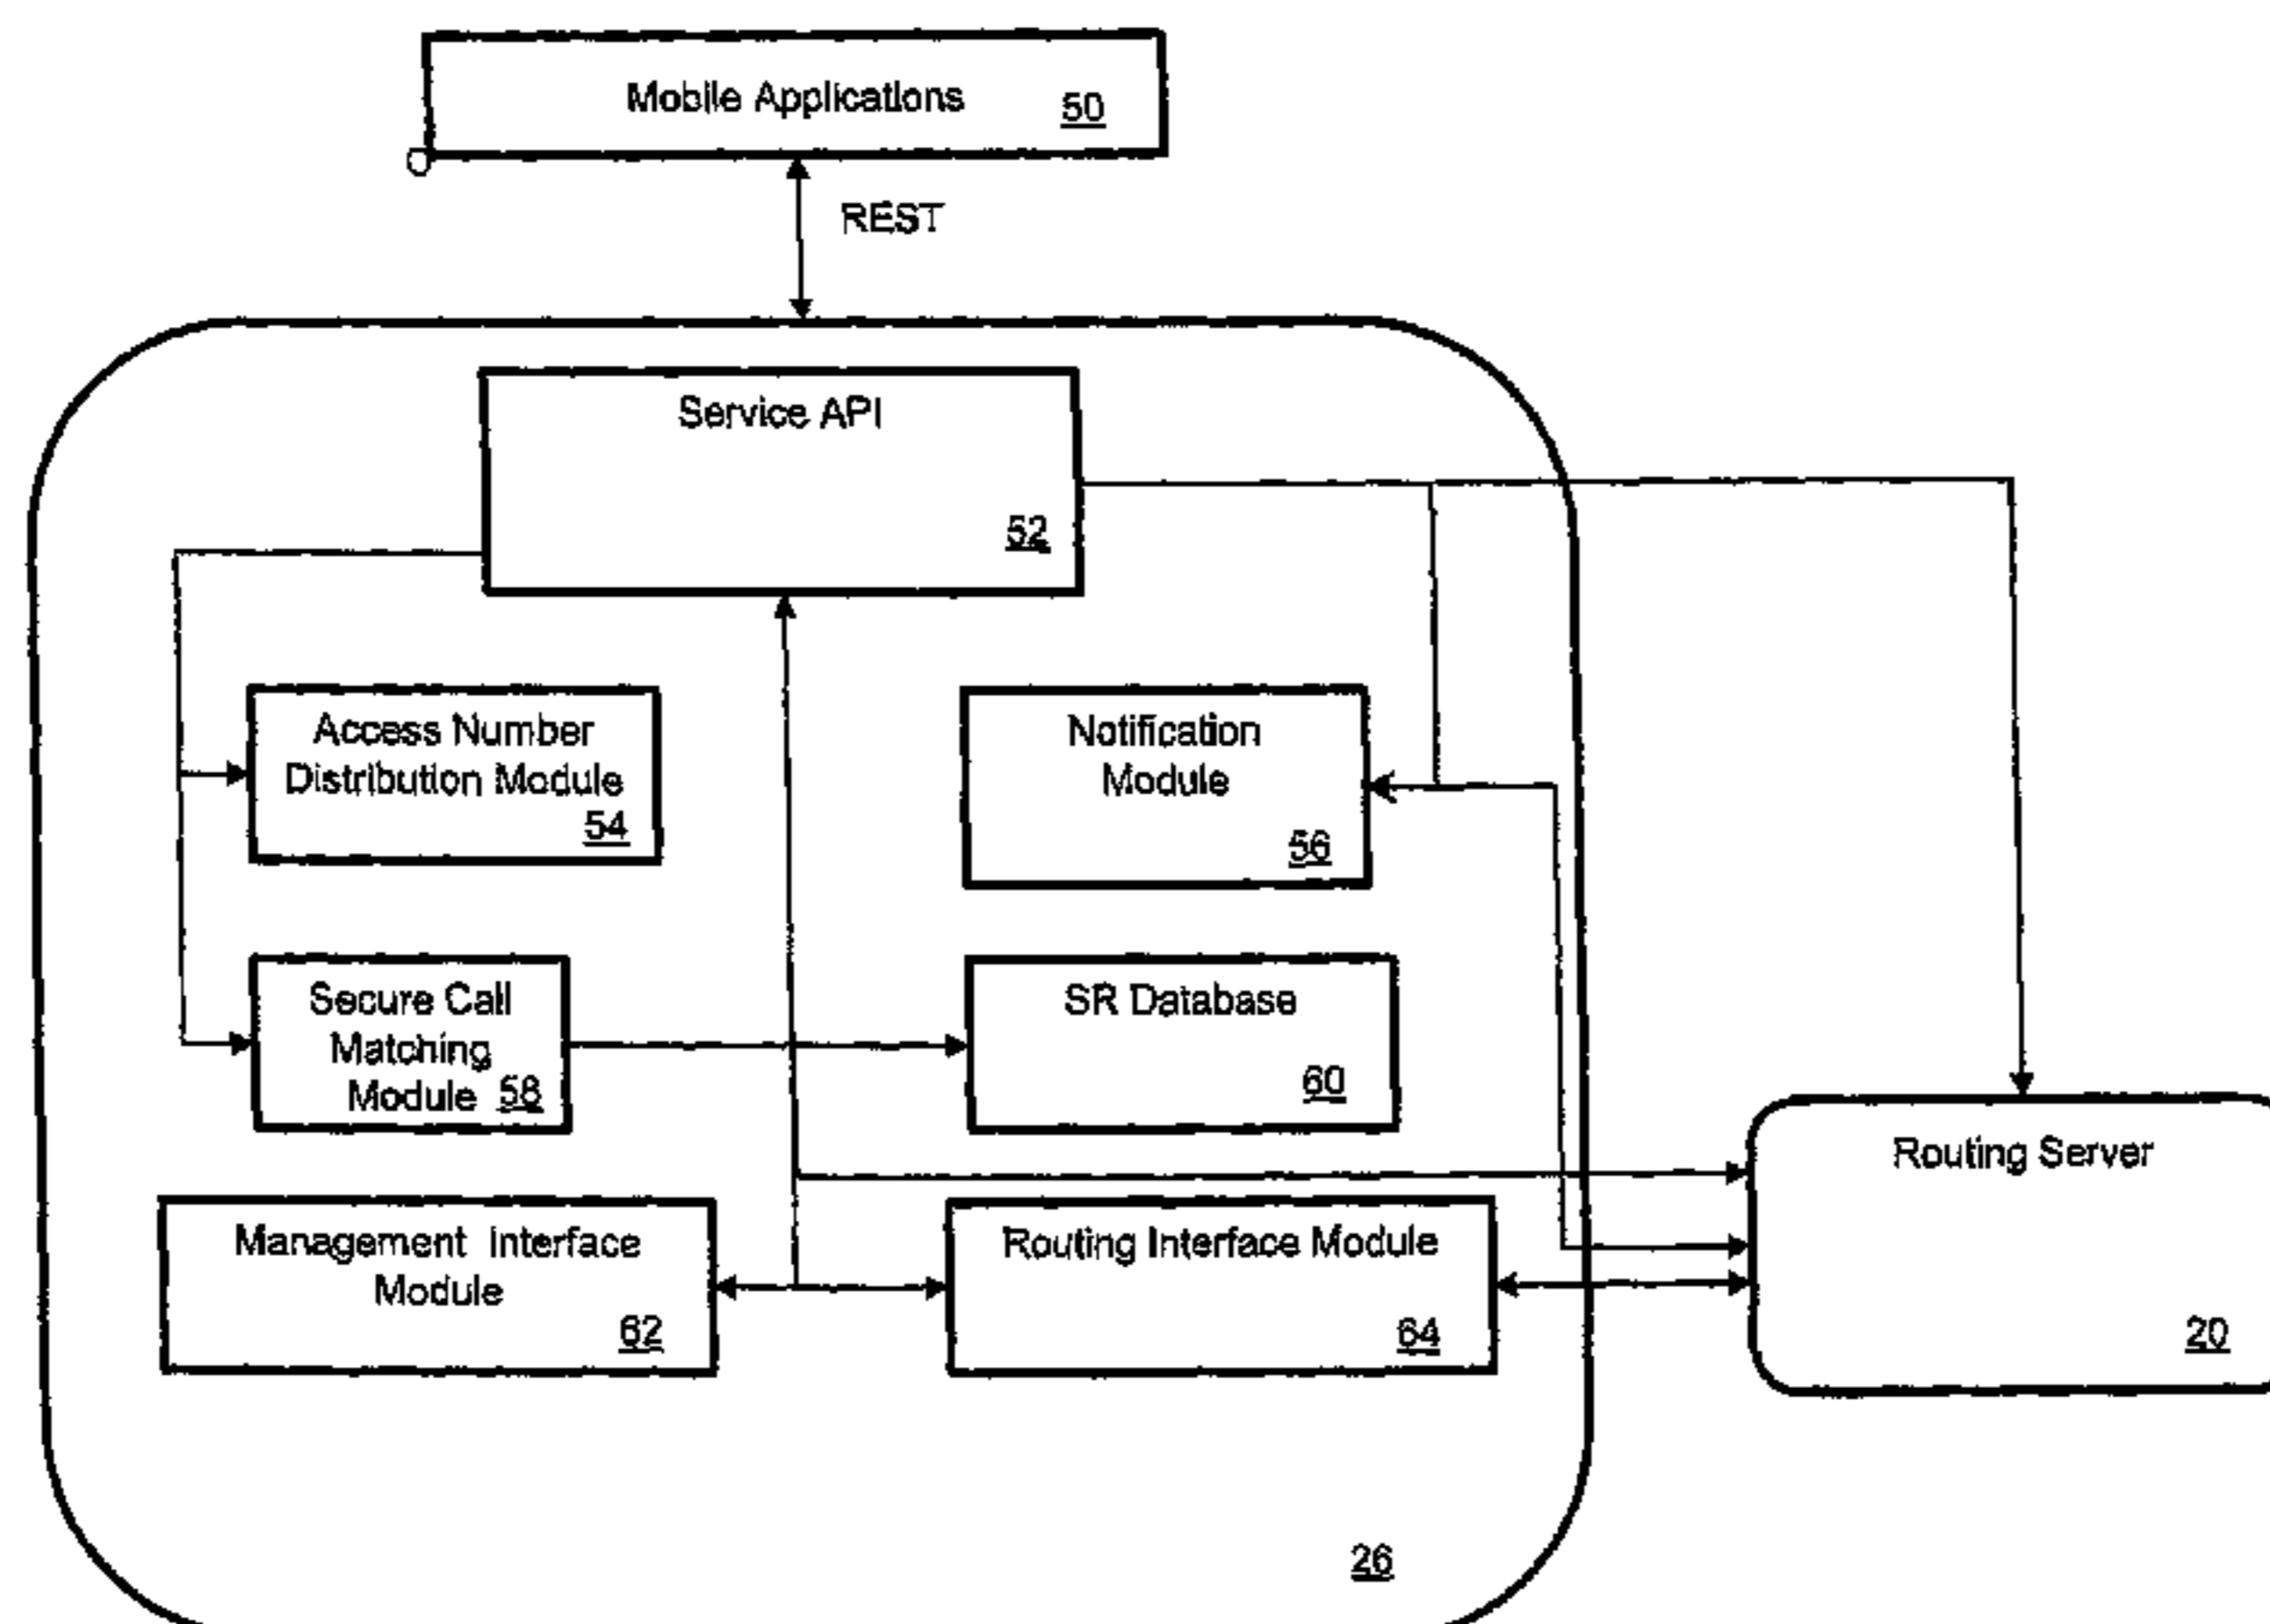 Mobile Applications 50
REST
Service API
52
Access Number
Distribution Module
54
Notification
Module
56
Secure Call
Matching
Module 58
SR Database
60
Routing Server
20
Management Interface
Module
62
Routing Interface Module
64
26